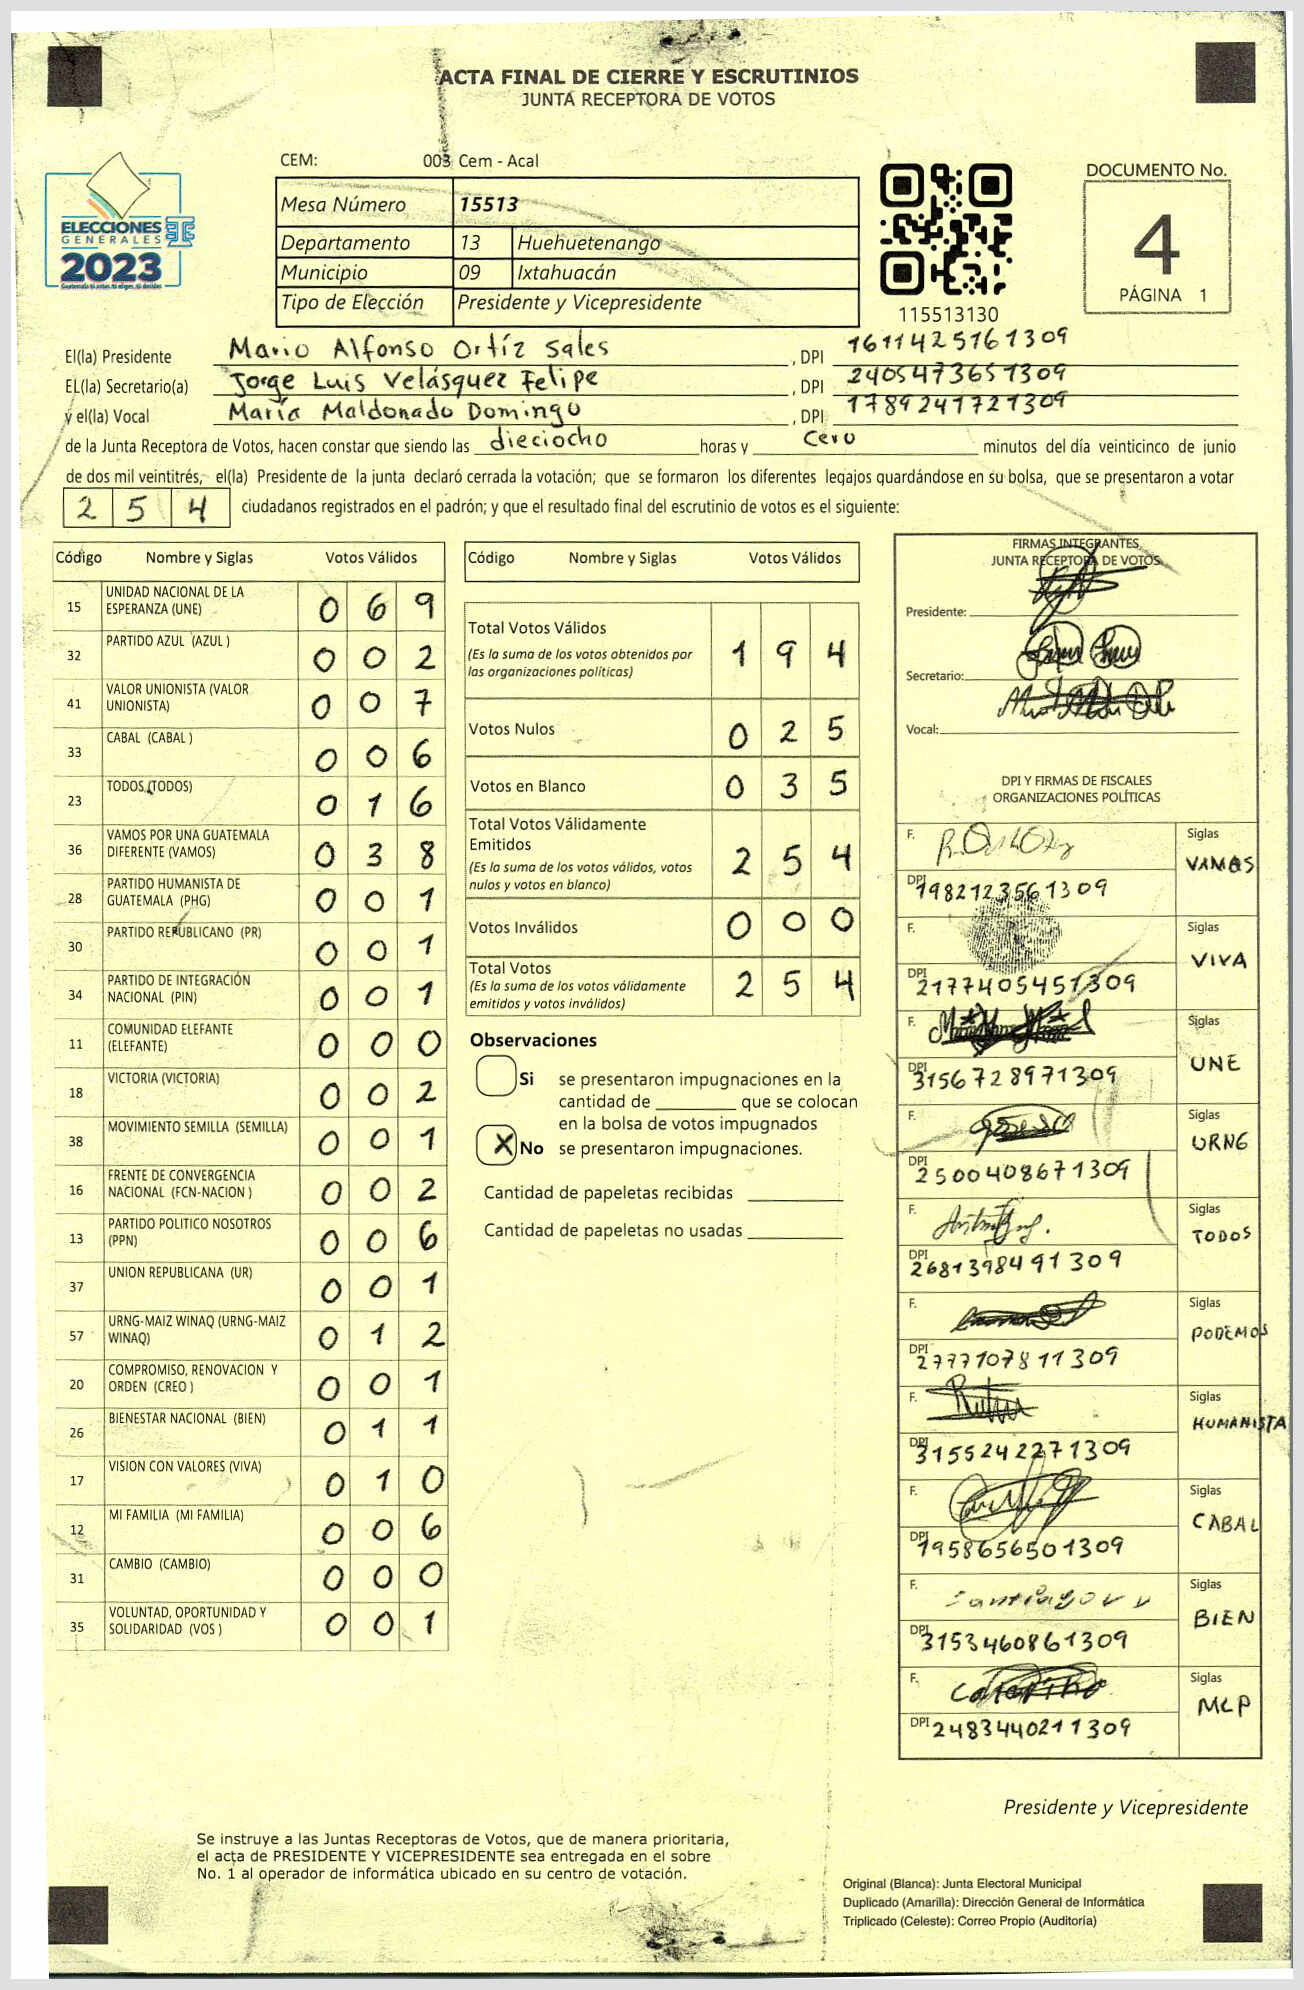 ACTA FINAL DE CIERRE Y ESCRUTINIOS
JUNTA RECEPTORA DE VOTOS
CEM: 003 Cem - Acal
ELECCIONES
GENERALES
2023
Mesa Número 15513
Departamento 13 Huehuetenango
Municipio 09 Ixtahuacán
Tipo de Elección Presidente y Vicepresidente
115513130
DOCUMENTO No.
4
PÁGINA 1
El(la) Presidente Mario Alfonso Ortíz Sales , DPI 1611425161309
EL(la) Secretario(a) Jorge Luis Velásquez Felipe , DPI 2405473651309
y el(la) Vocal María Maldonado Domingo , DPI 1789241721309
de la Junta Receptora de Votos, hacen constar que siendo las dieciocho horas y cero minutos del día veinticinco de junio
de dos mil veintitrés, el(la) Presidente de la junta declaró cerrada la votación; que se formaron los diferentes legajos guardándose en su bolsa, que se presentaron a votar
2 5 4 ciudadanos registrados en el padrón; y que el resultado final del escrutinio de votos es el siguiente:
Código Nombre y Siglas Votos Válidos
15 UNIDAD NACIONAL DE LA
ESPERANZA (UNE) 0 6 9
32 PARTIDO AZUL (AZUL ) 0 0 2
41 VALOR UNIONISTA (VALOR
UNIONISTA) 0 0 7
33 CABAL (CABAL ) 0 0 6
23 TODOS (TODOS) 0 1 6
36 VAMOS POR UNA GUATEMALA
DIFERENTE (VAMOS) 0 3 8
28 PARTIDO HUMANISTA DE
GUATEMALA (PHG) 0 0 1
30 PARTIDO REPUBLICANO (PR) 0 0 1
34 PARTIDO DE INTEGRACIÓN
NACIONAL (PIN) 0 0 1
11 COMUNIDAD ELEFANTE
(ELEFANTE) 0 0 0
18 VICTORIA (VICTORIA) 0 0 2
38 MOVIMIENTO SEMILLA (SEMILLA) 0 0 1
16 FRENTE DE CONVERGENCIA
NACIONAL (FCN-NACION ) 0 0 2
13 PARTIDO POLITICO NOSOTROS
(PPN) 0 0 6
37 UNION REPUBLICANA (UR) 0 0 1
57 URNG-MAIZ WINAQ (URNG-MAIZ
WINAQ) 0 1 2
20 COMPROMISO, RENOVACION Y
ORDEN (CREO ) 0 0 1
26 BIENESTAR NACIONAL (BIEN) 0 1 1
17 VISION CON VALORES (VIVA) 0 1 0
12 MI FAMILIA (MI FAMILIA) 0 0 6
31 CAMBIO (CAMBIO) 0 0 0
35 VOLUNTAD, OPORTUNIDAD Y
SOLIDARIDAD (VOS ) 0 0 1
Código Nombre y Siglas Votos Válidos
Total Votos Válidos
(Es la suma de los votos obtenidos por
las organizaciones políticas) 1 9 4
Votos Nulos 0 2 5
Votos en Blanco 0 3 5
Total Votos Válidamente
Emitidos
(Es la suma de los votos válidos, votos
nulos y votos en blanco) 2 5 4
Votos Inválidos 0 0 0
Total Votos
(Es la suma de los votos válidamente
emitidos y votos inválidos) 2 5 4
Observaciones
Si se presentaron impugnaciones en la
cantidad de ________ que se colocan
en la bolsa de votos impugnados
X No se presentaron impugnaciones.
Cantidad de papeletas recibidas
Cantidad de papeletas no usadas
FIRMAS INTEGRANTES
JUNTA RECEPTORA DE VOTOS
Presidente:
Secretario:
Vocal:
DPI Y FIRMAS DE FISCALES
ORGANIZACIONES POLÍTICAS
F. Siglas VAMOS
DPI 1982123561309
F. Siglas VIVA
DPI 2177405451309
F. Siglas UNE
DPI 3156728971309
F. Siglas URNG
DPI 2500408671309
F. Siglas TODOS
DPI 2681398491309
F. Siglas PODEMOS
DPI 2777107811309
F. Siglas HUMANISTA
DPI 3155242271309
F. Siglas CABAL
DPI 1958656501309
F. Siglas BIEN
DPI 3153460861309
F. Siglas MLP
DPI 2483440211309
Presidente y Vicepresidente
Se instruye a las Juntas Receptoras de Votos, que de manera prioritaria,
el acta de PRESIDENTE Y VICEPRESIDENTE sea entregada en el sobre
No. 1 al operador de informática ubicado en su centro de votación.
Original (Blanca): Junta Electoral Municipal
Duplicado (Amarilla): Dirección General de Informática
Triplicado (Celeste): Correo Propio (Auditoría)